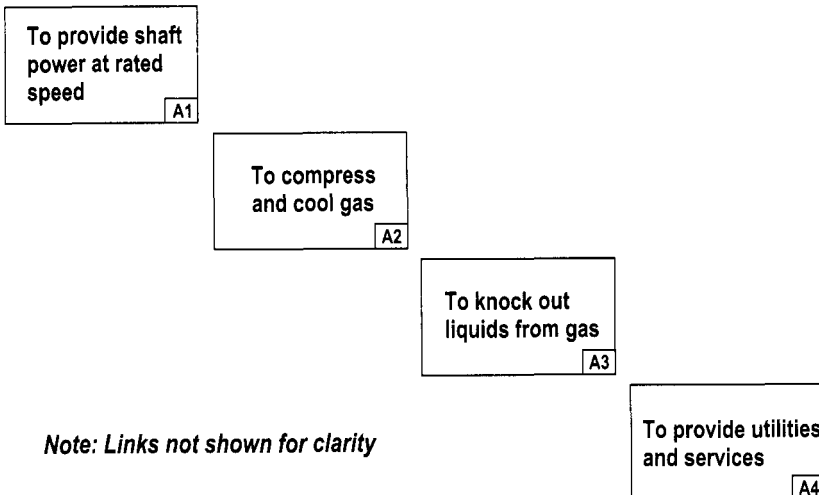 To provide shaft
power at rated
speed
A1
To compress
and cool gas
A2
To knock out
liquids from gas
A3
Note: Links not shown for clarity
To provide utilities
and services
A4